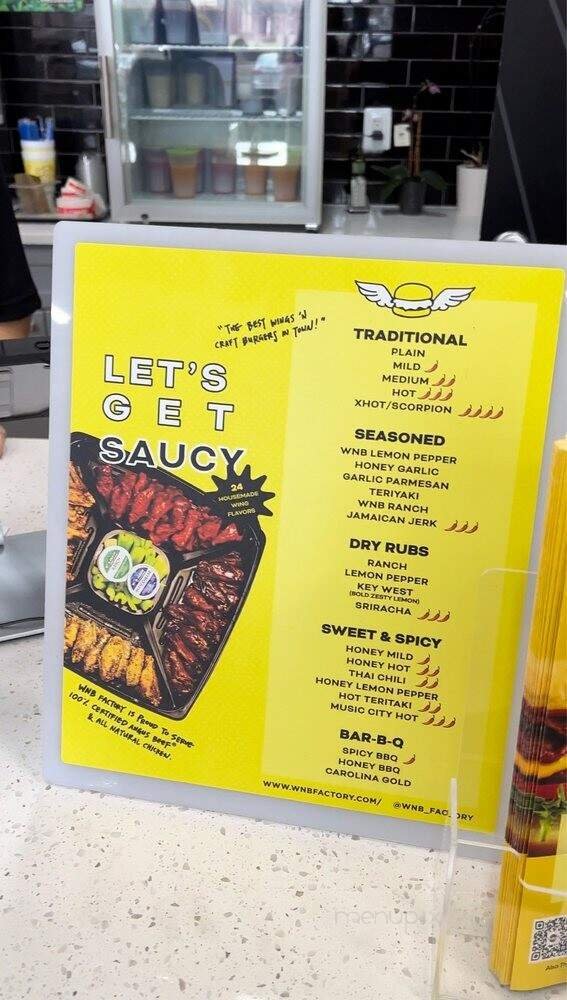 "THE BEST WINGS 'N
CRAFT BURGERS IN TOWN!"
LET'S
GET
SAUCY
24
HOUSEMADE
WING
FLAVORS
WNB FACTORY IS PROUD TO SERVE
100% CERTIFIED ANGUS BEEF®
& ALL NATURAL CHICKEN.
TRADITIONAL
PLAIN
MILD
MEDIUM
HOT
XHOT/SCORPION
SEASONED
WNB LEMON PEPPER
HONEY GARLIC
GARLIC PARMESAN
TERIYAKI
WNB RANCH
JAMAICAN JERK
DRY RUBS
RANCH
LEMON PEPPER
KEY WEST
(BOLD ZESTY LEMON)
SRIRACHA
SWEET & SPICY
HONEY MILD
HONEY HOT
THAI CHILI
HONEY LEMON PEPPER
HOT TERITAKI
MUSIC CITY HOT
BAR-B-Q
SPICY BBQ
HONEY BBQ
CAROLINA GOLD
WWW.WNBFACTORY.COM/ @WNB_FACTORY